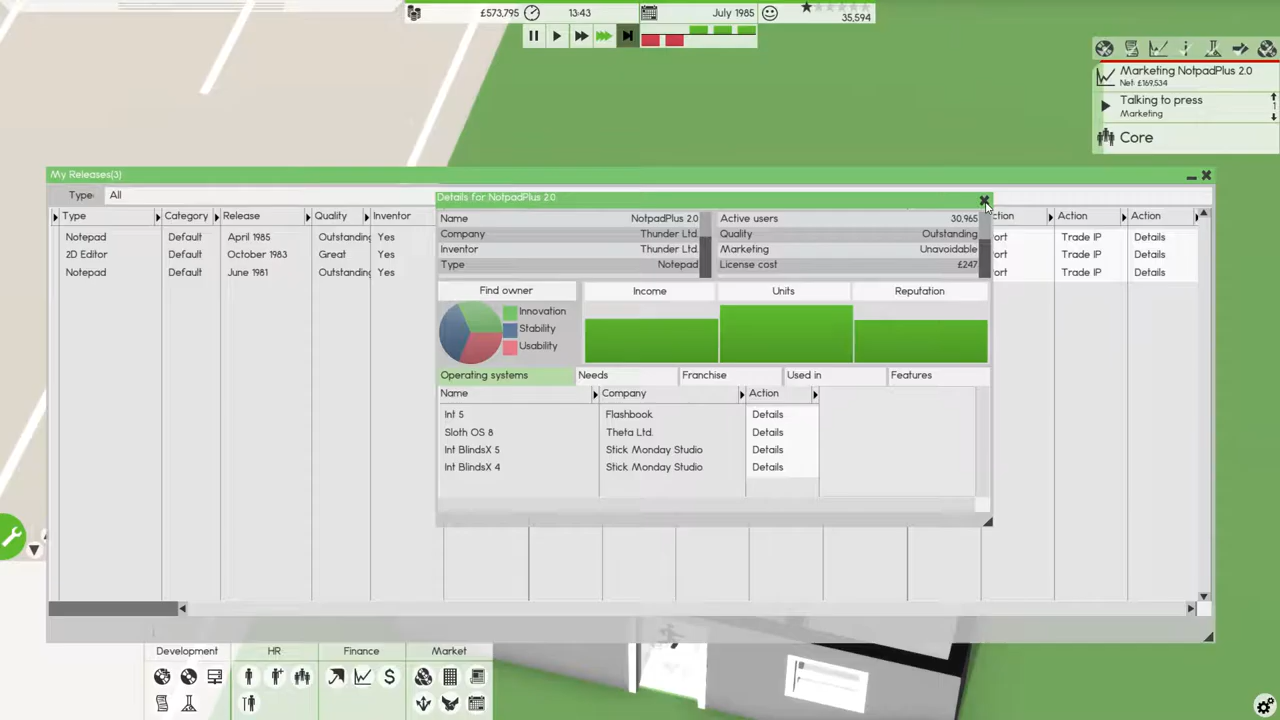 £573,795 13:43 July 1985 35,594
Marketing NotpadPlus 2.0
Net: £169,534
Talking to press 1
Marketing
Core
My Releases(3)
Type: All
Type Category Release Quality Inventor Action Action
Notepad Default April 1985 Outstanding Yes Trade IP Details
2D Editor Default October 1983 Great Yes Trade IP Details
Notepad Default June 1981 Outstanding Yes Trade IP Details
Details for NotpadPlus 2.0
Name NotpadPlus 2.0 Active users 30,965
Company Thunder Ltd. Quality Outstanding
Inventor Thunder Ltd. Marketing Unavoidable
Type Notepad License cost £247
Find owner Income Units Reputation
Innovation
Stability
Usability
Operating systems Needs Franchise Used in Features
Name Company Action
Int 5 Flashbook Details
Sloth OS 8 Theta Ltd. Details
Int BlindsX 5 Stick Monday Studio Details
Int BlindsX 4 Stick Monday Studio Details
Development HR Finance Market